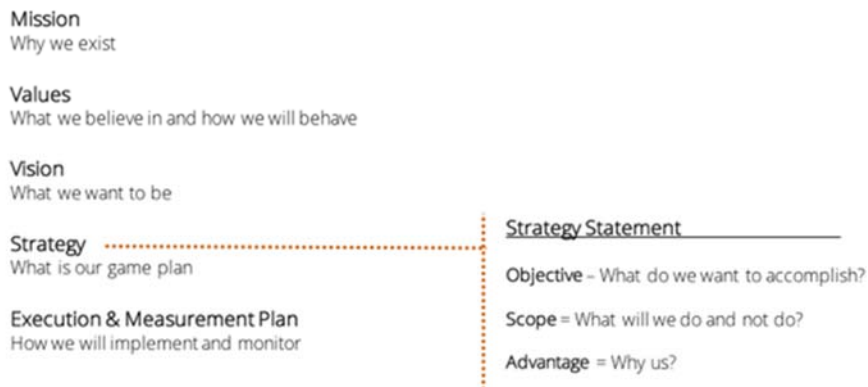 Mission
Why we exist
Values
What we believe in and how we will behave
Vision
What we want to be
Strategy
What is our game plan
Execution & Measurement Plan
How we will implement and monitor
Strategy Statement
Objective – What do we want to accomplish?
Scope = What will we do and not do?
Advantage = Why us?